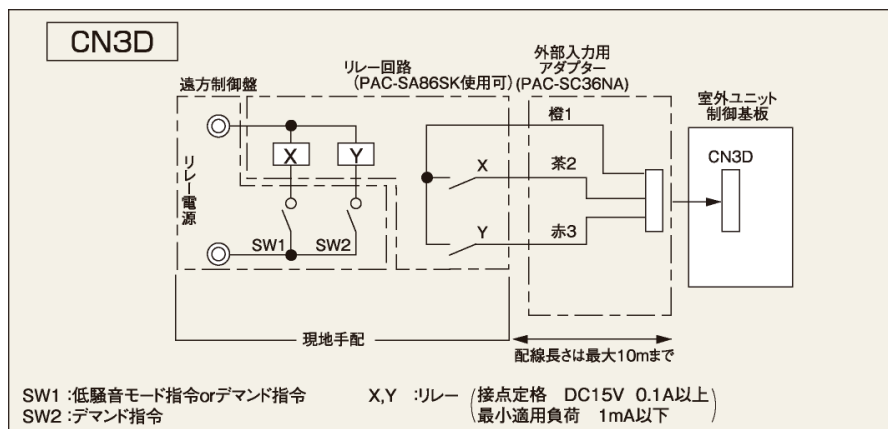 CN3D
遠方制御盤
リレー回路
(PAC-SA86SK使用可)
外部入力用
アダプター
(PAC-SC36NA)
室外ユニット
制御基板
CN3D
リレー電源
X
Y
SW1
SW2
X
Y
橙1
茶2
赤3
現地手配
配線長さは最大10mまで
SW1 :低騒音モード指令orデマンド指令
SW2 :デマンド指令
X,Y :リレー
(接点定格 DC15V 0.1A以上
最小適用負荷 1mA以下)